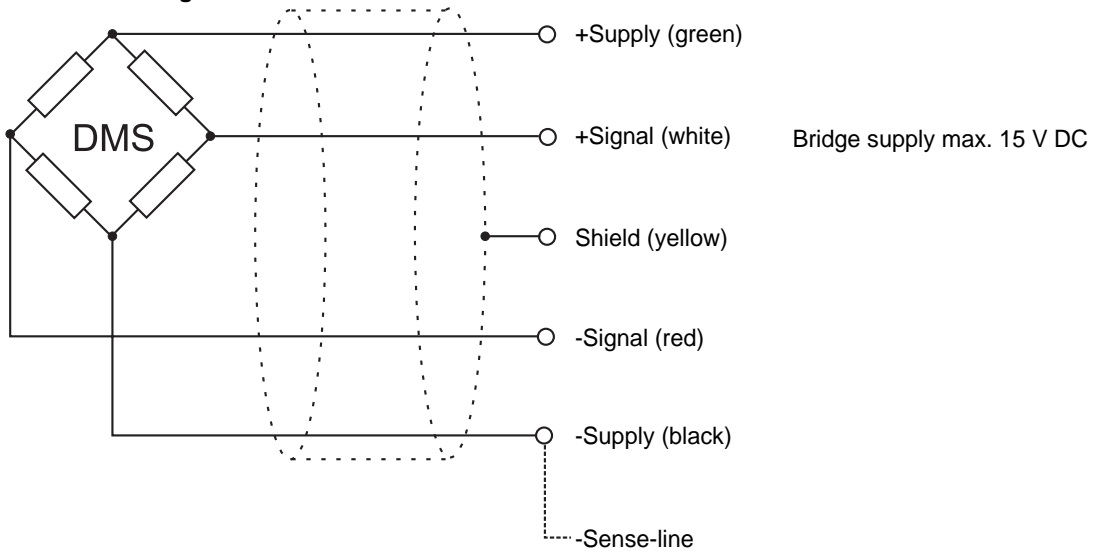 +Supply (green)
DMS
+Signal (white)
Bridge supply max. 15 V DC
Shield (yellow)
-Signal (red)
-Supply (black)
-Sense-line